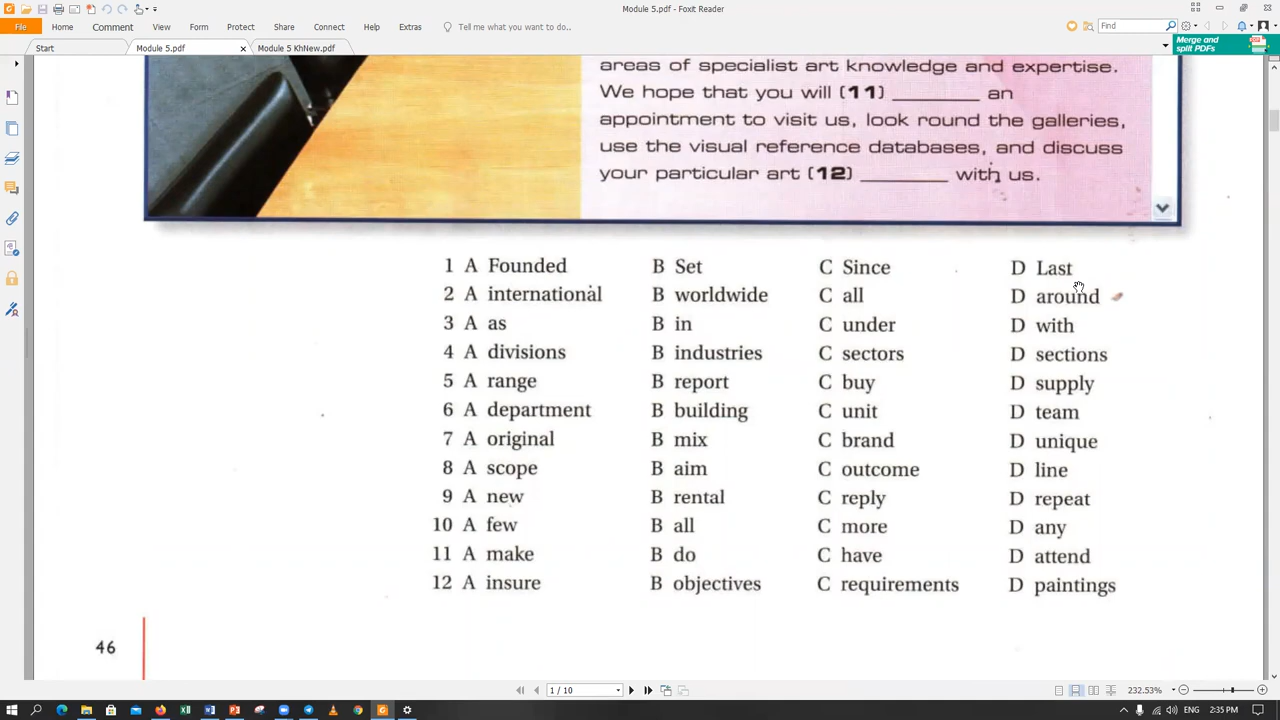 Module 5.pdf - Foxit Reader
File Home Comment View Form Protect Share Connect Help Extras Tell me what you want to do.. Find
Start Module 5.pdf Module 5 KhNew.pdf
Merge and
split PDFs
areas of specialist art knowledge and expertise.
We hope that you will (11) ________ an
appointment to visit us, look round the galleries,
use the visual reference databases, and discuss
your particular art (12) ________ with us.
1 A Founded B Set C Since D Last
2 A international B worldwide C all D around
3 A as B in C under D with
4 A divisions B industries C sectors D sections
5 A range B report C buy D supply
6 A department B building C unit D team
7 A original B mix C brand D unique
8 A scope B aim C outcome D line
9 A new B rental C reply D repeat
10 A few B all C more D any
11 A make B do C have D attend
12 A insure B objectives C requirements D paintings
46
1 / 10 232.53%
ENG 2:35 PM